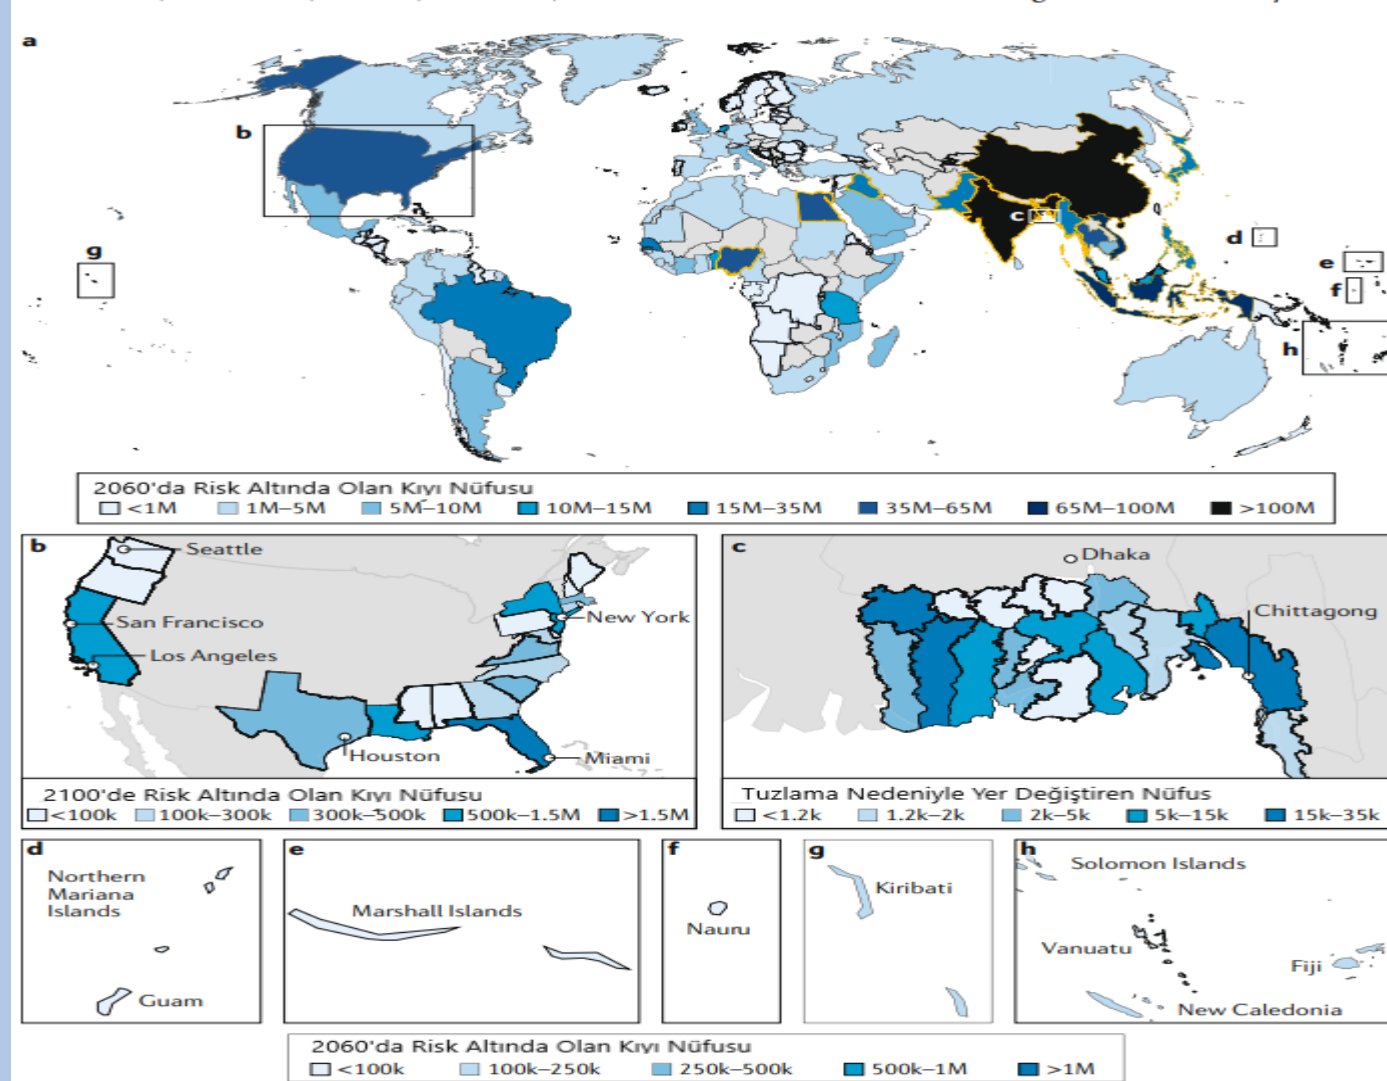 a
b
c
d
e
f
g
h
2060'da Risk Altında Olan Kıyı Nüfusu
<1M 1M–5M 5M–10M 10M–15M 15M–35M 35M–65M 65M–100M >100M
b
Seattle
San Francisco
Los Angeles
New York
Houston
Miami
2100'de Risk Altında Olan Kıyı Nüfusu
<100k 100k–300k 300k–500k 500k–1.5M >1.5M
c
Dhaka
Chittagong
Tuzlama Nedeniyle Yer Değiştiren Nüfus
<1.2k 1.2k–2k 2k–5k 5k–15k 15k–35k
d
Northern
Mariana
Islands
Guam
e
Marshall Islands
f
Nauru
g
Kiribati
h
Solomon Islands
Vanuatu
Fiji
New Caledonia
2060'da Risk Altında Olan Kıyı Nüfusu
<100k 100k–250k 250k–500k 500k–1M >1M